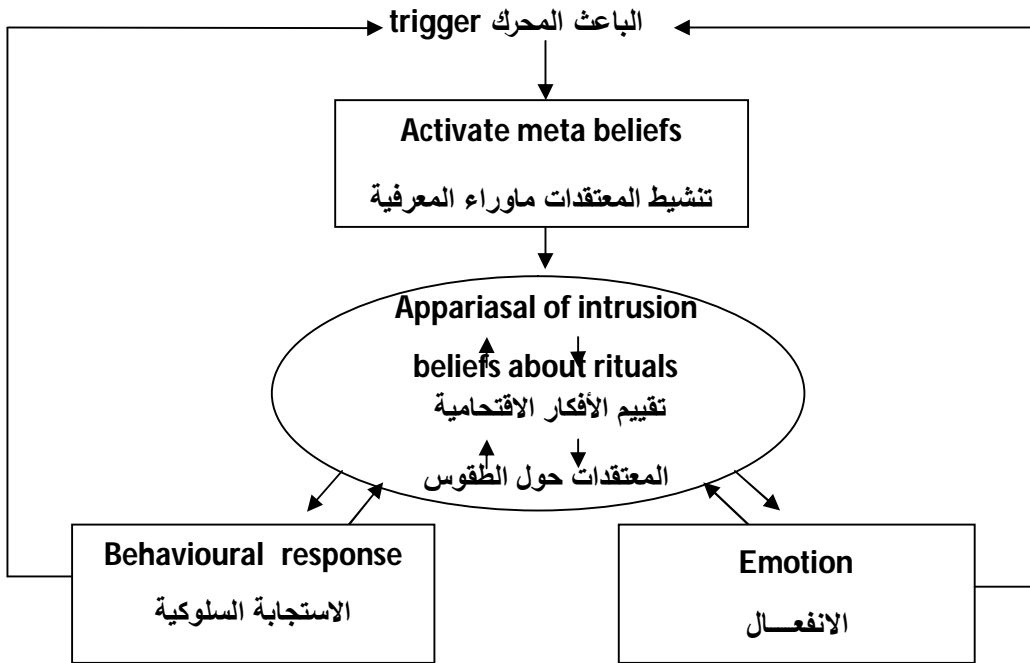 الباعث المحرك trigger
Activate meta beliefs
تنشيط المعتقدات ماوراء المعرفية
Appariasal of intrusion
beliefs about rituals
تقييم الأفكار الاقتحامية
المعتقدات حول الطقوس
Behavioural response
الاستجابة السلوكية
Emotion
الانفعـــال